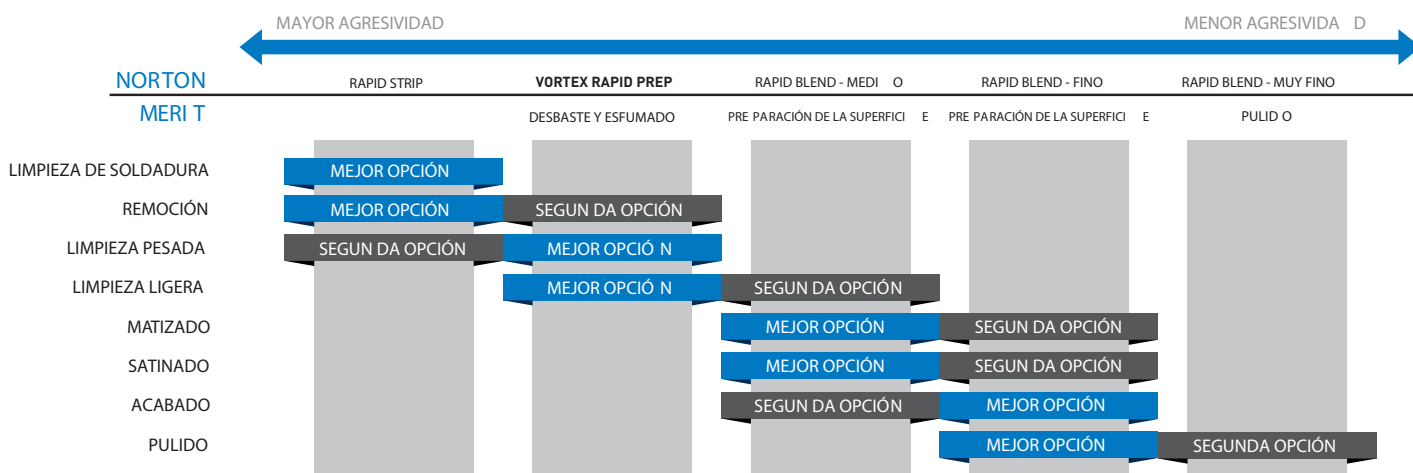 MAYOR AGRESIVIDAD MENOR AGRESIVIDA D
NORTON RAPID STRIP VORTEX RAPID PREP RAPID BLEND - MEDI O RAPID BLEND - FINO RAPID BLEND - MUY FINO
MERI T DESBASTE Y ESFUMADO PRE PARACIÓN DE LA SUPERFICI E PRE PARACIÓN DE LA SUPERFICI E PULID O
LIMPIEZA DE SOLDADURA MEJOR OPCIÓN
REMOCIÓN MEJOR OPCIÓN SEGUN DA OPCIÓN
LIMPIEZA PESADA SEGUN DA OPCIÓN MEJOR OPCIÓ N
LIMPIEZA LIGERA MEJOR OPCIÓ N SEGUN DA OPCIÓN
MATIZADO MEJOR OPCIÓN SEGUN DA OPCIÓN
SATINADO MEJOR OPCIÓN SEGUN DA OPCIÓN
ACABADO SEGUN DA OPCIÓN MEJOR OPCIÓN
PULIDO MEJOR OPCIÓN SEGUNDA OPCIÓN